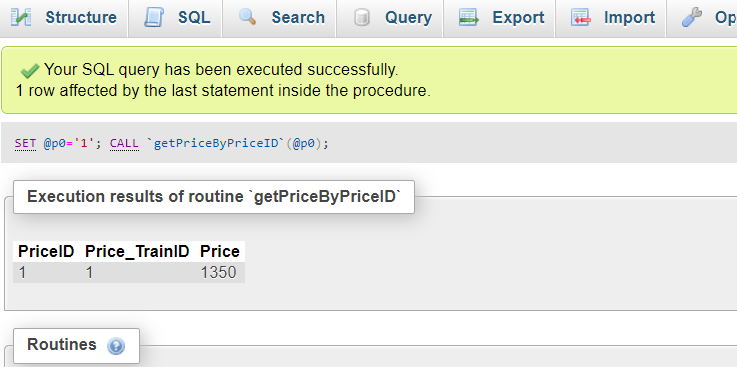 Structure SQL Search Query Export Import Op
Your SQL query has been executed successfully.
1 row affected by the last statement inside the procedure.
SET @p0='1'; CALL `getPriceByPriceID`(@p0);
Execution results of routine `getPriceByPriceID`
PriceID Price_TrainID Price
1 1 1350
Routines